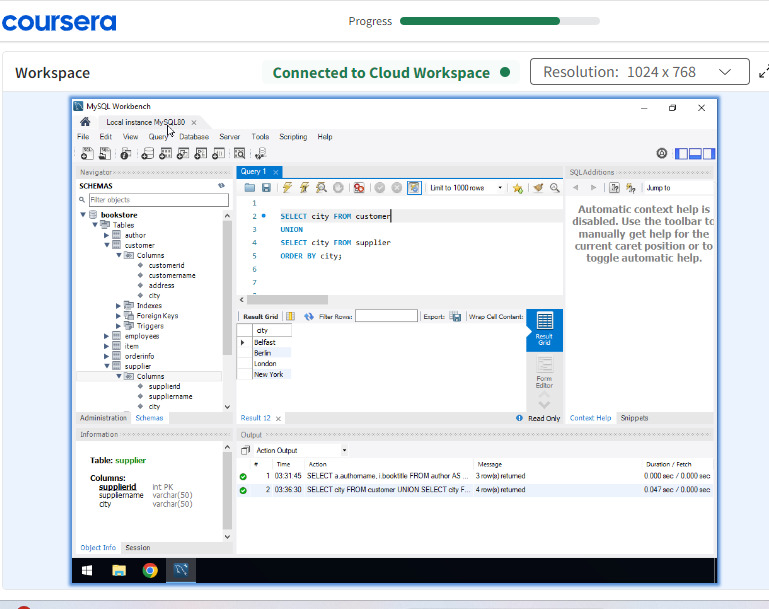 coursera
Progress
Workspace
Connected to Cloud Workspace
Resolution: 1024 x 768
MySQL Workbench
Local instance MySQL80
File Edit View Query Database Server Tools Scripting Help
Navigator
SCHEMAS
Filter objects
bookstore
Tables
author
customer
Columns
customerid
customername
address
city
Indexes
Foreign Keys
Triggers
employees
item
orderinfo
supplier
Columns
supplierid
suppliername
city
Administration Schemas
Query 1
Limit to 1000 rows
1
2 SELECT city FROM customer
3 UNION
4 SELECT city FROM supplier
5 ORDER BY city;
6
7
Result Grid Filter Rows: Export: Wrap Cell Content:
city
Belfast
Berlin
London
New York
Result Grid
Form Editor
Result 12
Read Only
SQLAdditions
Jump to
Automatic context help is
disabled. Use the toolbar to
manually get help for the
current caret position or to
toggle automatic help.
Context Help Snippets
Information
Table: supplier
Columns:
supplierid int PK
suppliername varchar(50)
city varchar(50)
Object Info Session
Output
Action Output
# Time Action Message Duration / Fetch
1 03:31:45 SELECT a.authorname, i.booktitle FROM author AS ... 3 row(s) returned 0.000 sec / 0.000 sec
2 03:36:30 SELECT city FROM customer UNION SELECT city F... 4 row(s) returned 0.047 sec / 0.000 sec